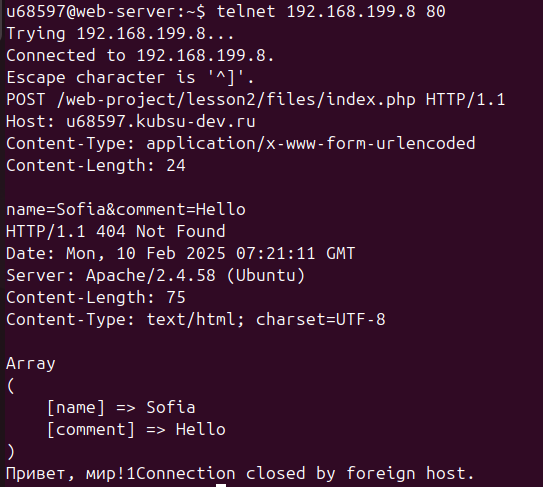 u68597@web-server:~$ telnet 192.168.199.8 80
Trying 192.168.199.8...
Connected to 192.168.199.8.
Escape character is '^]'.
POST /web-project/lesson2/files/index.php HTTP/1.1
Host: u68597.kubsu-dev.ru
Content-Type: application/x-www-form-urlencoded
Content-Length: 24

name=Sofia&comment=Hello
HTTP/1.1 404 Not Found
Date: Mon, 10 Feb 2025 07:21:11 GMT
Server: Apache/2.4.58 (Ubuntu)
Content-Length: 75
Content-Type: text/html; charset=UTF-8

Array
(
    [name] => Sofia
    [comment] => Hello
)
Привет, мир!1Connection closed by foreign host.